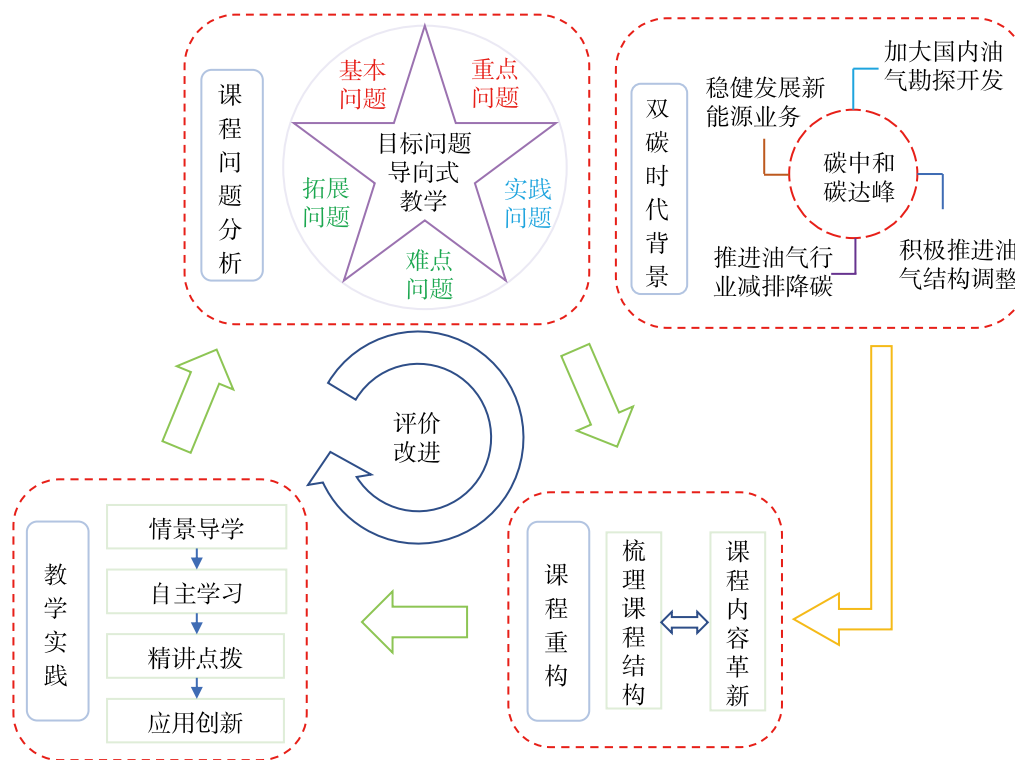 课程问题分析
基本
问题
重点
问题
目标问题
导向式
教学
拓展
问题
实践
问题
难点
问题
双碳时代背景
加大国内油
气勘探开发
稳健发展新
能源业务
碳中和
碳达峰
推进油气行
业减排降碳
积极推进油
气结构调整
评价
改进
教学实践
情景导学
自主学习
精讲点拨
应用创新
课程重构
梳理课程结构
课程内容革新